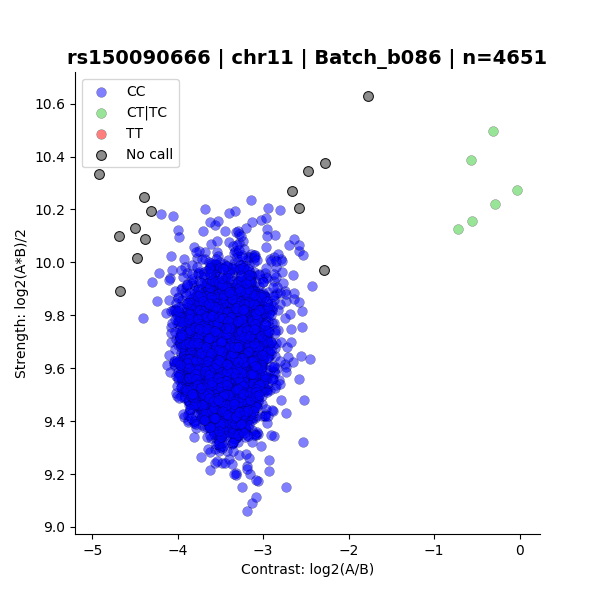 rs150090666 | chr11 | Batch_b086 | n=4651
CC
CT|TC
TT
No call
10.6
10.4
10.2
10.0
9.8
9.6
9.4
9.2
9.0
Strength: log2(A*B)/2
−5
−4
−3
−2
−1
0
Contrast: log2(A/B)